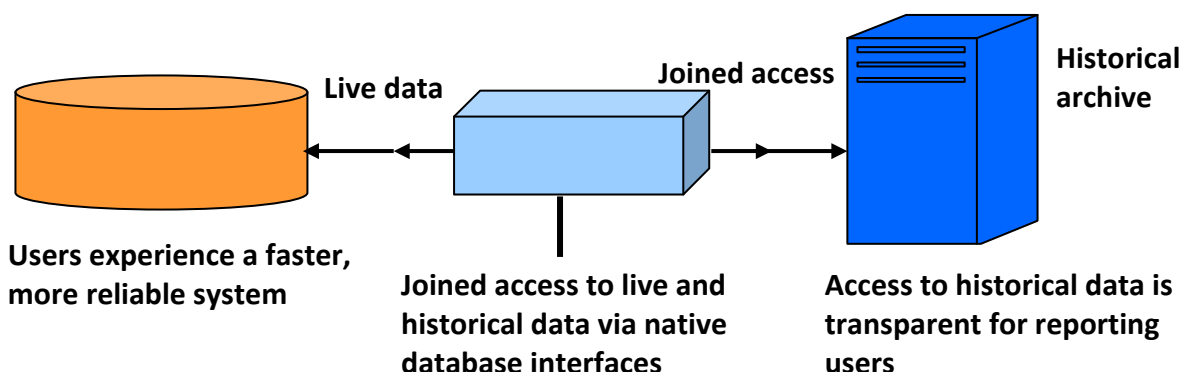 Live data
Joined access
Historical
archive
Users experience a faster,
more reliable system
Joined access to live and
historical data via native
database interfaces
Access to historical data is
transparent for reporting
users